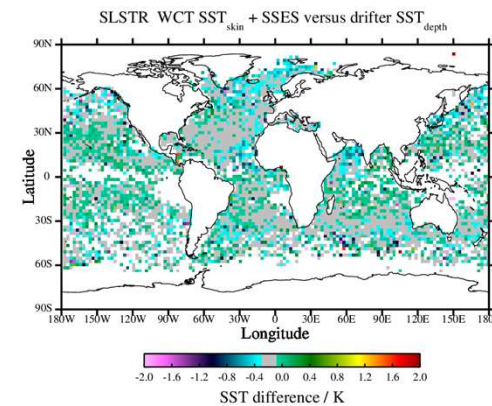 SLSTR WCT SST_skin + SSES versus drifter SST_depth
90N
60N
30N
0
30S
60S
90S
Latitude
180W 150W 120W 90W 60W 30W 0 30E 60E 90E 120E 150E 180E
Longitude
-2.0 -1.6 -1.2 -0.8 -0.4 0.0 0.4 0.8 1.2 1.6 2.0
SST difference / K